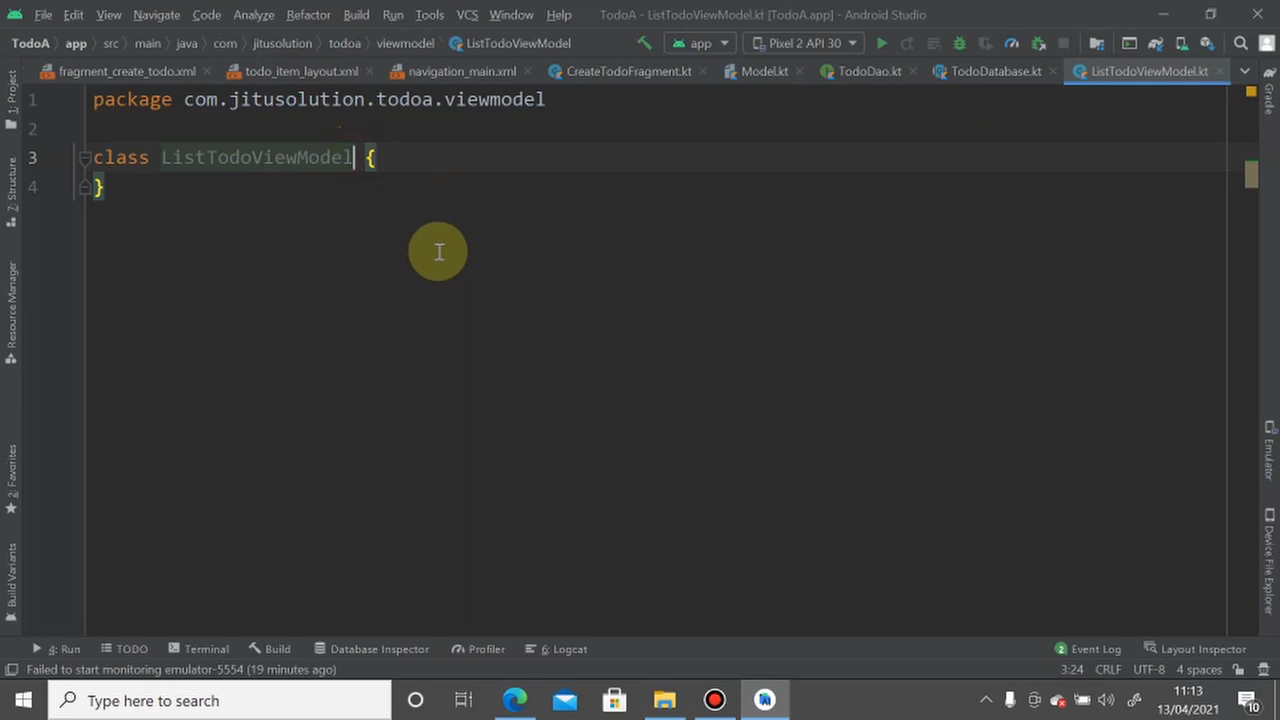 File Edit View Navigate Code Analyze Refactor Build Run Tools VCS Window Help TodoA - ListTodoViewModel.kt [TodoA.app] - Android Studio
TodoA app src main java com jitusolution todoa viewmodel ListTodoViewModel app Pixel 2 API 30
fragment_create_todo.xml todo_item_layout.xml navigation_main.xml CreateTodoFragment.kt Model.kt TodoDao.kt TodoDatabase.kt ListTodoViewModel.kt
1: Project
Z: Structure
Resource Manager
2: Favorites
Build Variants
1 package com.jitusolution.todoa.viewmodel
2
3 class ListTodoViewModel {
4 }
Gradle
Emulator
Device File Explorer
4: Run TODO Terminal Build Database Inspector Profiler 6: Logcat 2 Event Log Layout Inspector
Failed to start monitoring emulator-5554 (19 minutes ago) 3:24 CRLF UTF-8 4 spaces
Type here to search
11:13
13/04/2021
10